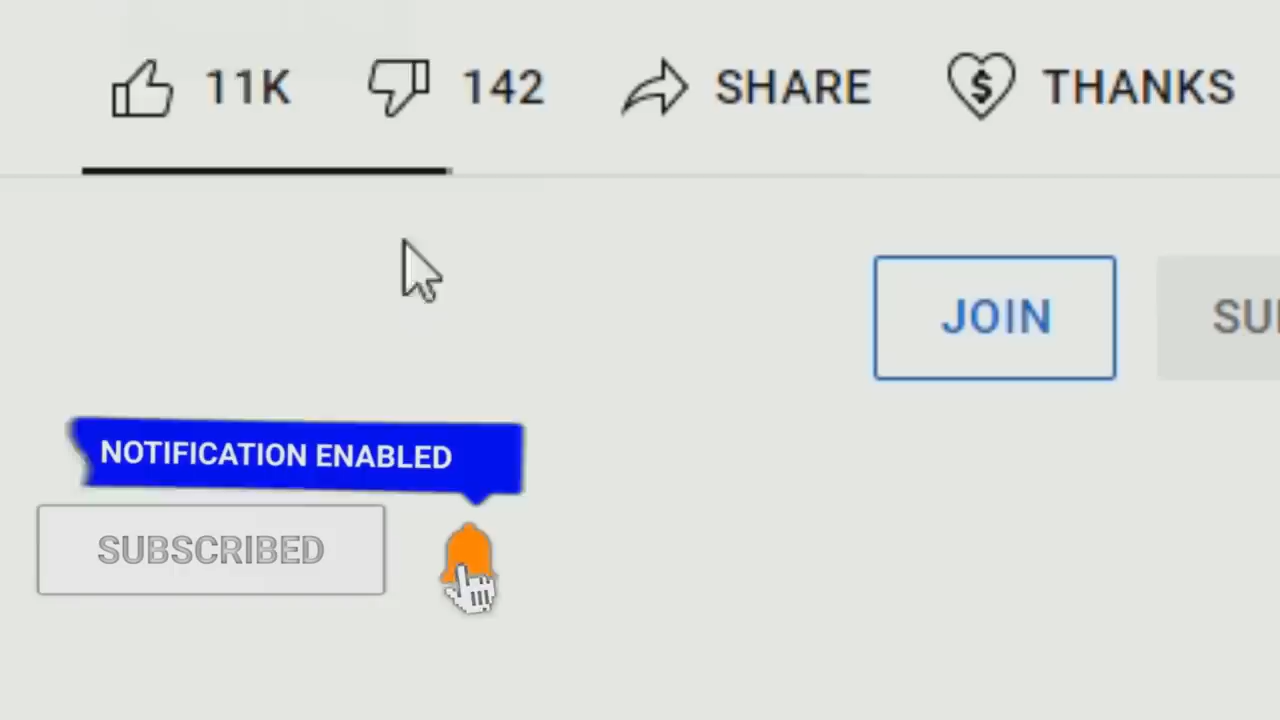 11K 142 SHARE THANKS
JOIN
NOTIFICATION ENABLED
SUBSCRIBED